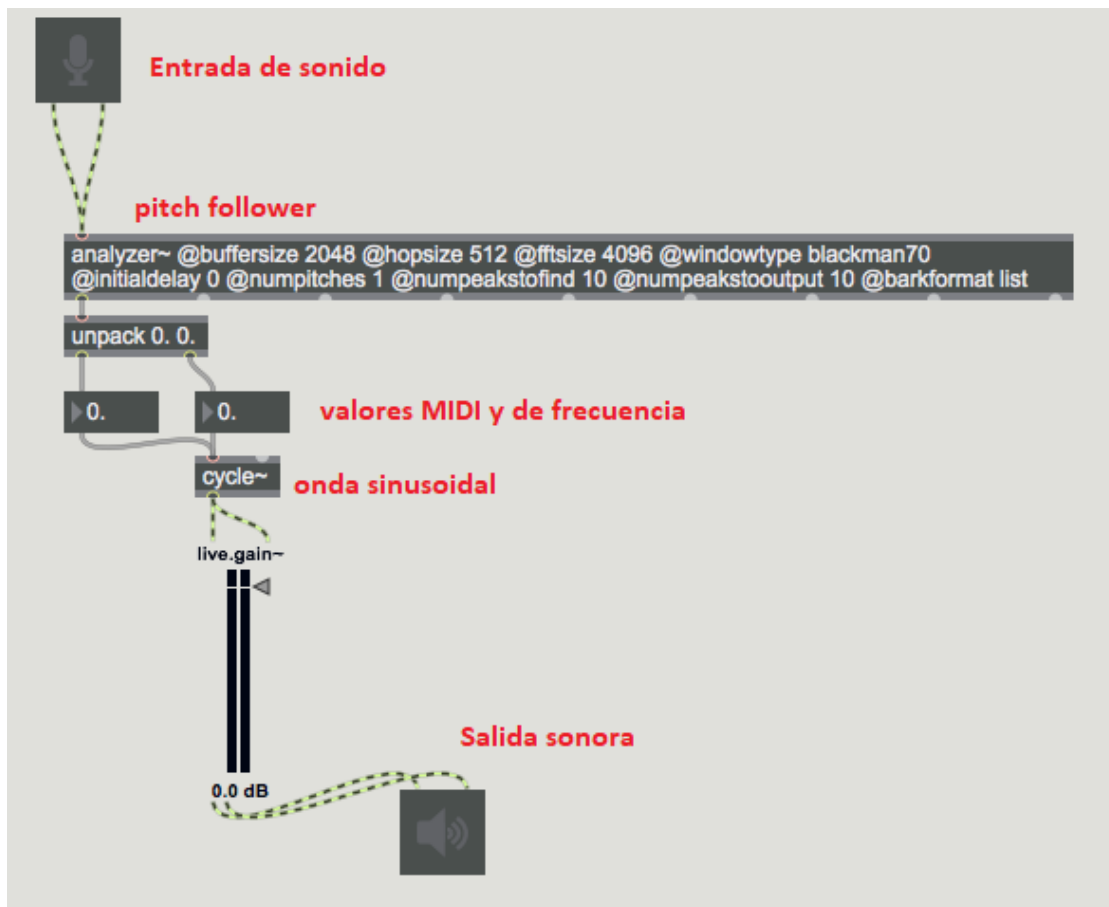 Entrada de sonido
pitch follower
analyzer~ @buffersize 2048 @hopsize 512 @fftsize 4096 @windowtype blackman70
@initialdelay 0 @numpitches 1 @numpeakstofind 10 @numpeakstooutput 10 @barkformat list
unpack 0. 0.
0.
0.
valores MIDI y de frecuencia
cycle~
onda sinusoidal
live.gain~
Salida sonora
0.0 dB